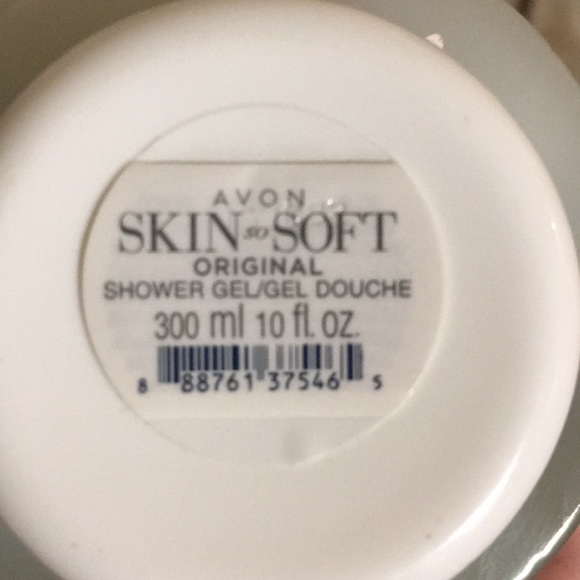 AVON
SKIN so SOFT
ORIGINAL
SHOWER GEL/GEL DOUCHE
300 ml 10 fl. oz.
8 88761 37546 5